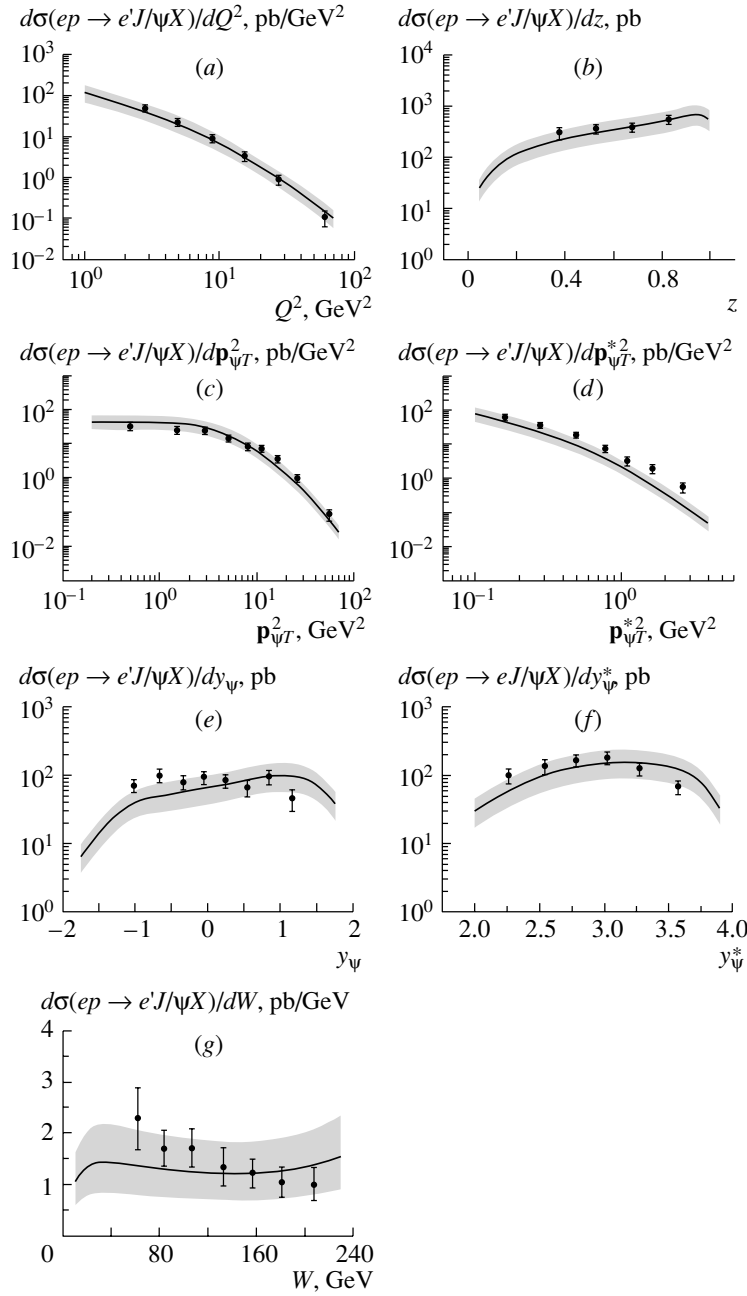 dσ(ep → e'J/ψX)/dQ², pb/GeV²
(a)
10³
10²
10¹
10⁰
10⁻¹
10⁻²
10⁰ 10¹ 10²
Q², GeV²
dσ(ep → e'J/ψX)/dz, pb
(b)
10⁴
10³
10²
10¹
10⁰
0 0.4 0.8
z
dσ(ep → e'J/ψX)/dp²ψT, pb/GeV²
(c)
10²
10⁰
10⁻²
10⁻¹ 10⁰ 10¹ 10²
p²ψT, GeV²
dσ(ep → e'J/ψX)/dp*²ψT, pb/GeV²
(d)
10²
10⁰
10⁻²
10⁻¹ 10⁰
p*²ψT, GeV²
dσ(ep → e'J/ψX)/dyψ, pb
(e)
10³
10²
10¹
10⁰
−2 −1 0 1 2
yψ
dσ(ep → eJ/ψX)/dy*ψ, pb
(f)
10³
10²
10¹
10⁰
2.0 2.5 3.0 3.5 4.0
y*ψ
dσ(ep → e'J/ψX)/dW, pb/GeV
(g)
4
3
2
1
0 80 160 240
W, GeV